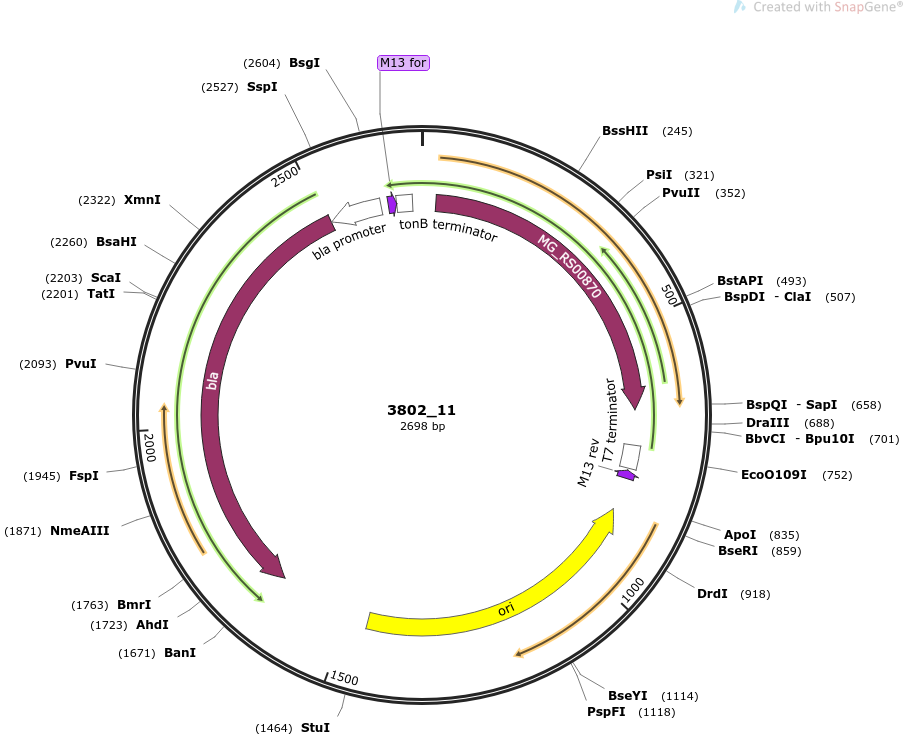 Created with SnapGene®
(2604) BsgI
M13 for
(2527) SspI
BssHII (245)
PsiI (321)
PvuII (352)
2500
(2322) XmnI
bla promoter
tonB terminator
MG_RS00870
(2260) BsaHI
(2203) ScaI
(2201) TatI
BstAPI (493)
BspDI - ClaI (507)
500
(2093) PvuI
bla
3802_11
2698 bp
T7 terminator
M13 rev
BspQI - SapI (658)
DraIII (688)
BbvCI - Bpu10I (701)
2000
(1945) FspI
EcoO109I (752)
(1871) NmeAIII
ApoI (835)
BseRI (859)
(1763) BmrI
DrdI (918)
1000
ori
(1723) AhdI
(1671) BanI
1500
BseYI (1114)
PspFI (1118)
(1464) StuI